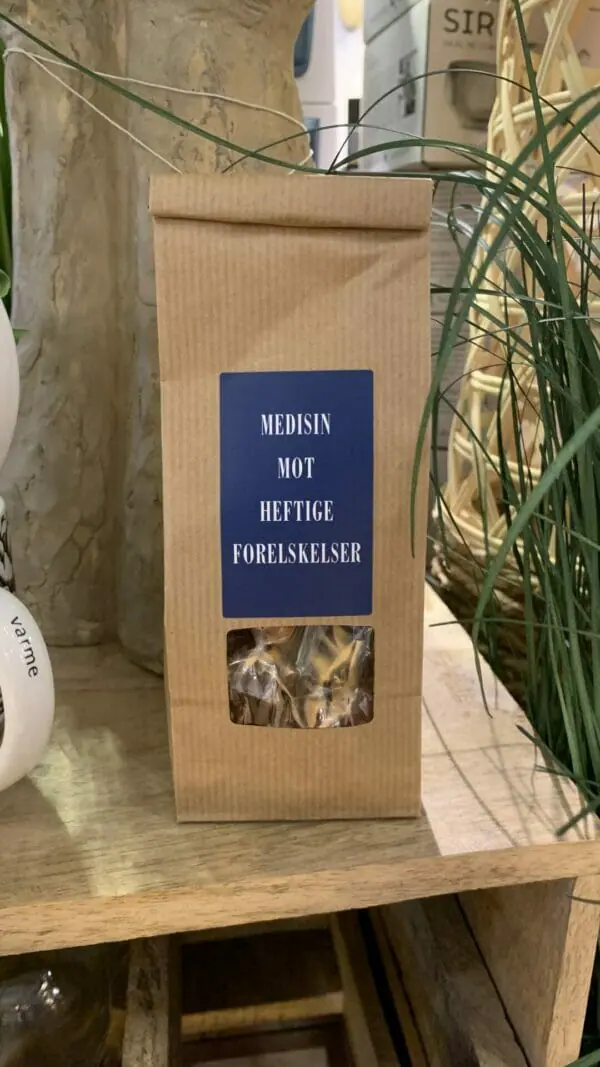 SIR
MEDISIN
MOT
HEFTIGE
FORELSKELSER
varme